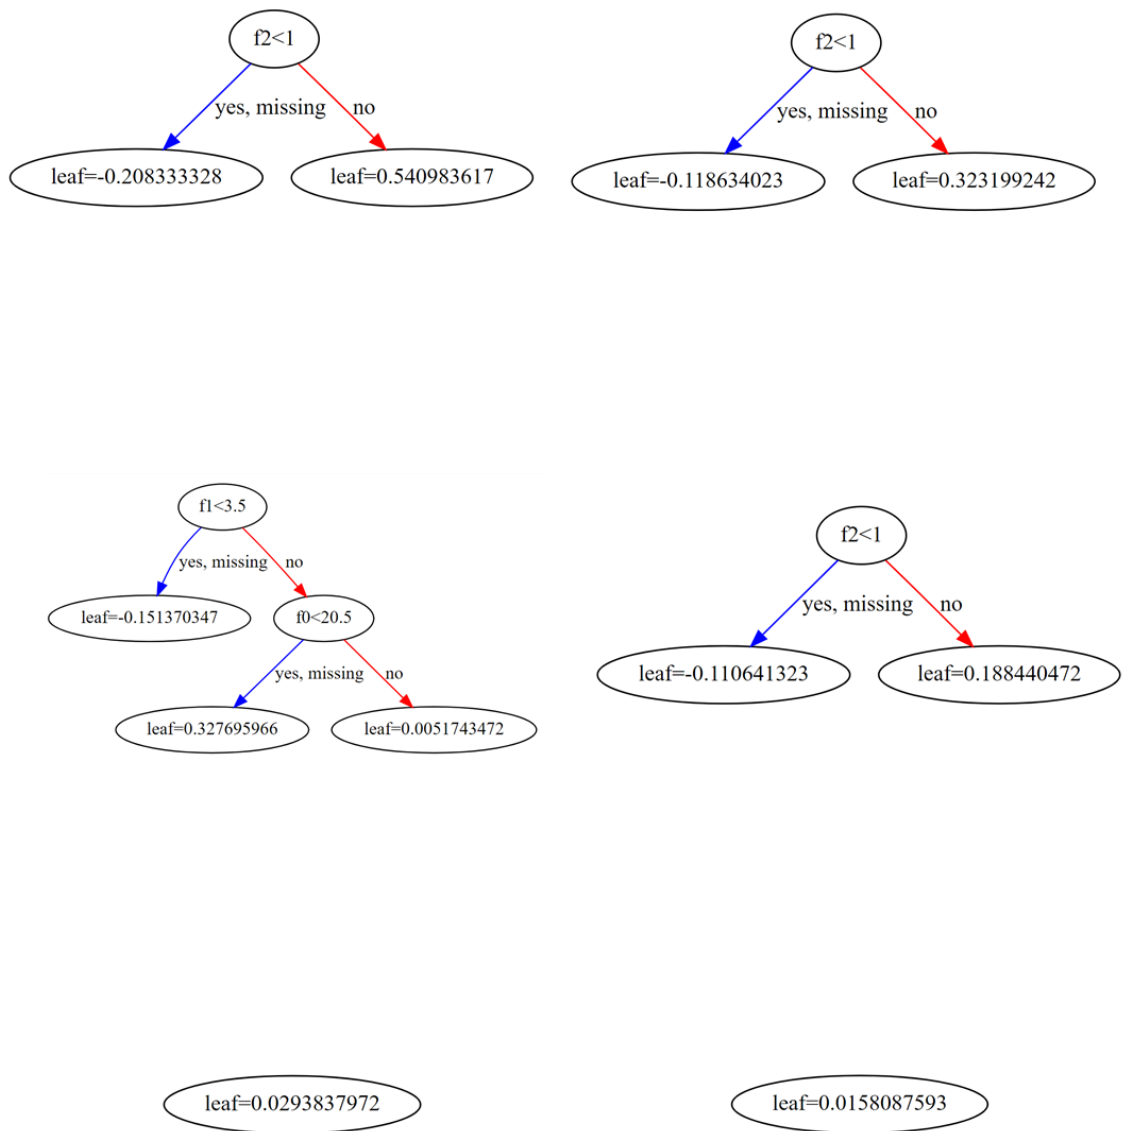 f2<1
yes, missing
no
leaf=-0.208333328
leaf=0.540983617
f2<1
yes, missing
no
leaf=-0.118634023
leaf=0.323199242
f1<3.5
yes, missing
no
leaf=-0.151370347
f0<20.5
yes, missing
no
leaf=0.327695966
leaf=0.0051743472
f2<1
yes, missing
no
leaf=-0.110641323
leaf=0.188440472
leaf=0.0293837972
leaf=0.0158087593